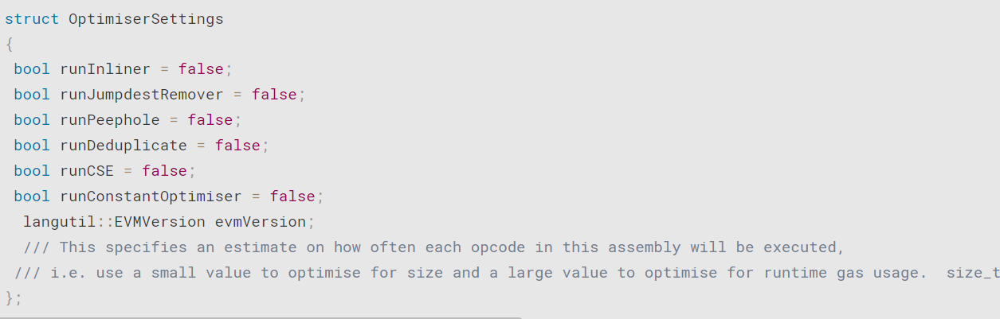 struct OptimiserSettings
{
bool runInliner = false;
bool runJumpdestRemover = false;
bool runPeephole = false;
bool runDeduplicate = false;
bool runCSE = false;
bool runConstantOptimiser = false;
langutil::EVMVersion evmVersion;
/// This specifies an estimate on how often each opcode in this assembly will be executed,
/// i.e. use a small value to optimise for size and a large value to optimise for runtime gas usage.  size_t
};